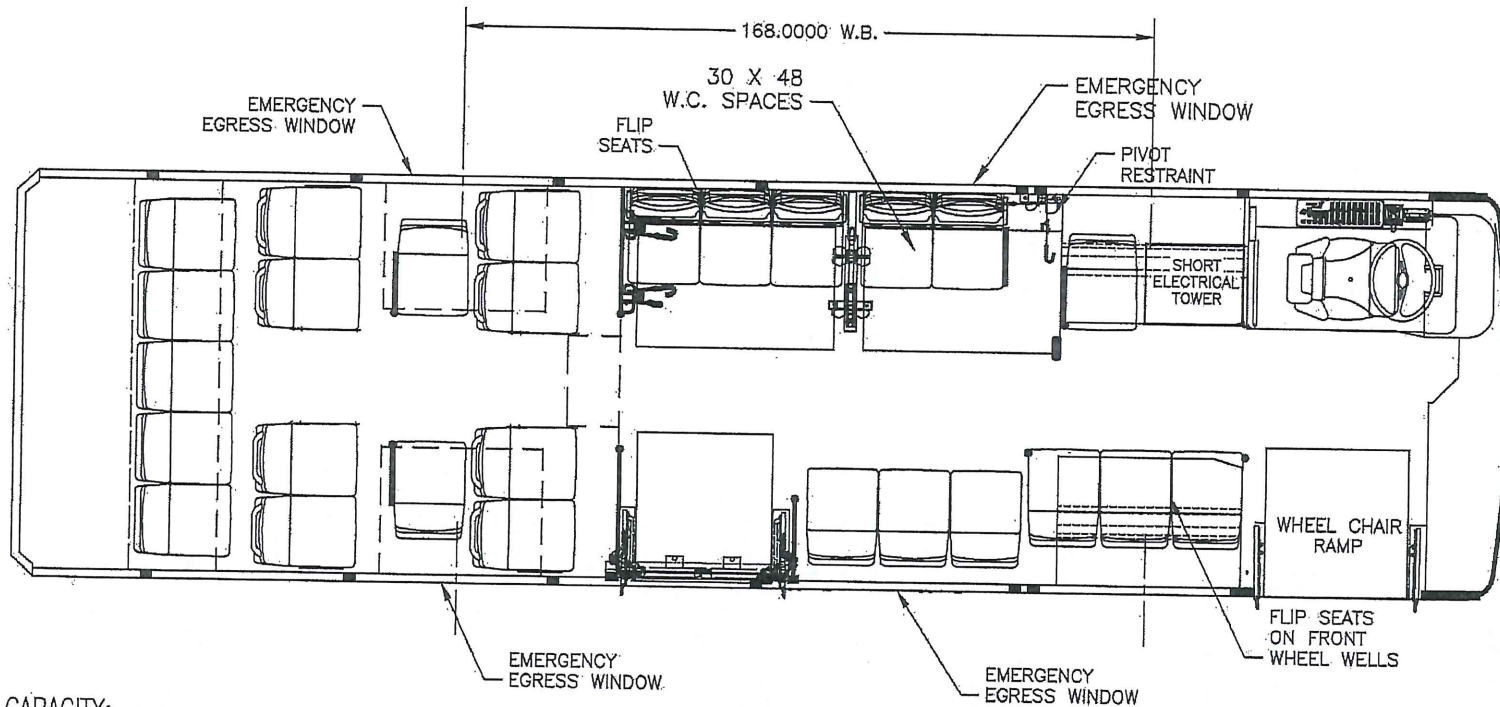 168.0000 W.B.
30 X 48
W.C. SPACES
EMERGENCY
EGRESS WINDOW
EMERGENCY
EGRESS WINDOW
FLIP
SEATS
PIVOT
RESTRAINT
SHORT
ELECTRICAL
TOWER
WHEEL CHAIR
RAMP
FLIP SEATS
ON FRONT
WHEEL WELLS
EMERGENCY
EGRESS WINDOW
EMERGENCY
EGRESS WINDOW
CAPACITY: